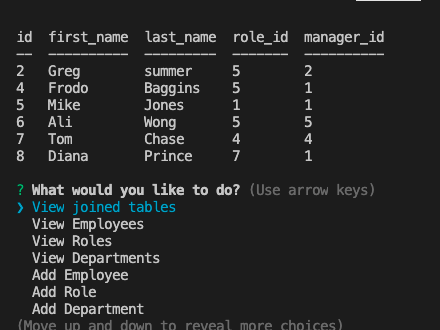 id  first_name  last_name  role_id  manager_id
--  ----------  ---------  -------  ----------
2   Greg        summer     5        2
4   Frodo       Baggins    5        1
5   Mike        Jones      1        1
6   Ali         Wong       5        5
7   Tom         Chase      4        4
8   Diana       Prince     7        1
? What would you like to do? (Use arrow keys)
❯ View joined tables
View Employees
View Roles
View Departments
Add Employee
Add Role
Add Department
(Move up and down to reveal more choices)